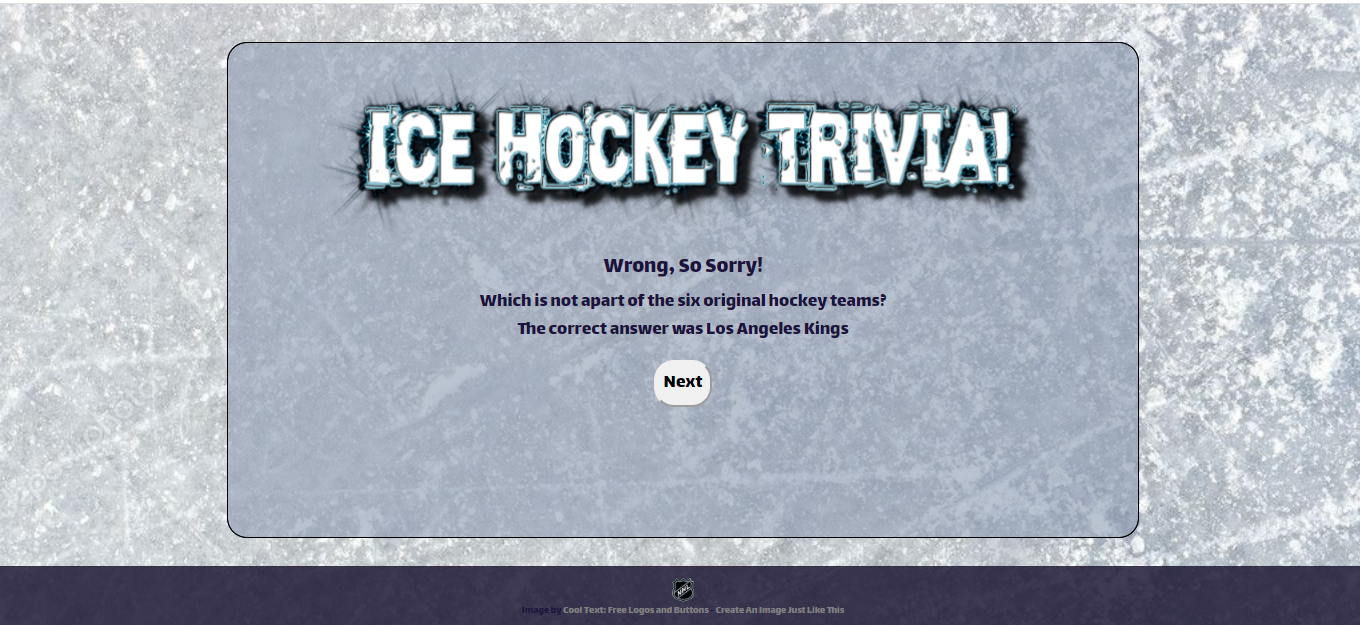 ICE HOCKEY TRIVIA!
Wrong, So Sorry!
Which is not apart of the six original hockey teams?
The correct answer was Los Angeles Kings
Next
NHL
Image by Cool Text: Free Logos and Buttons - Create An Image Just Like This